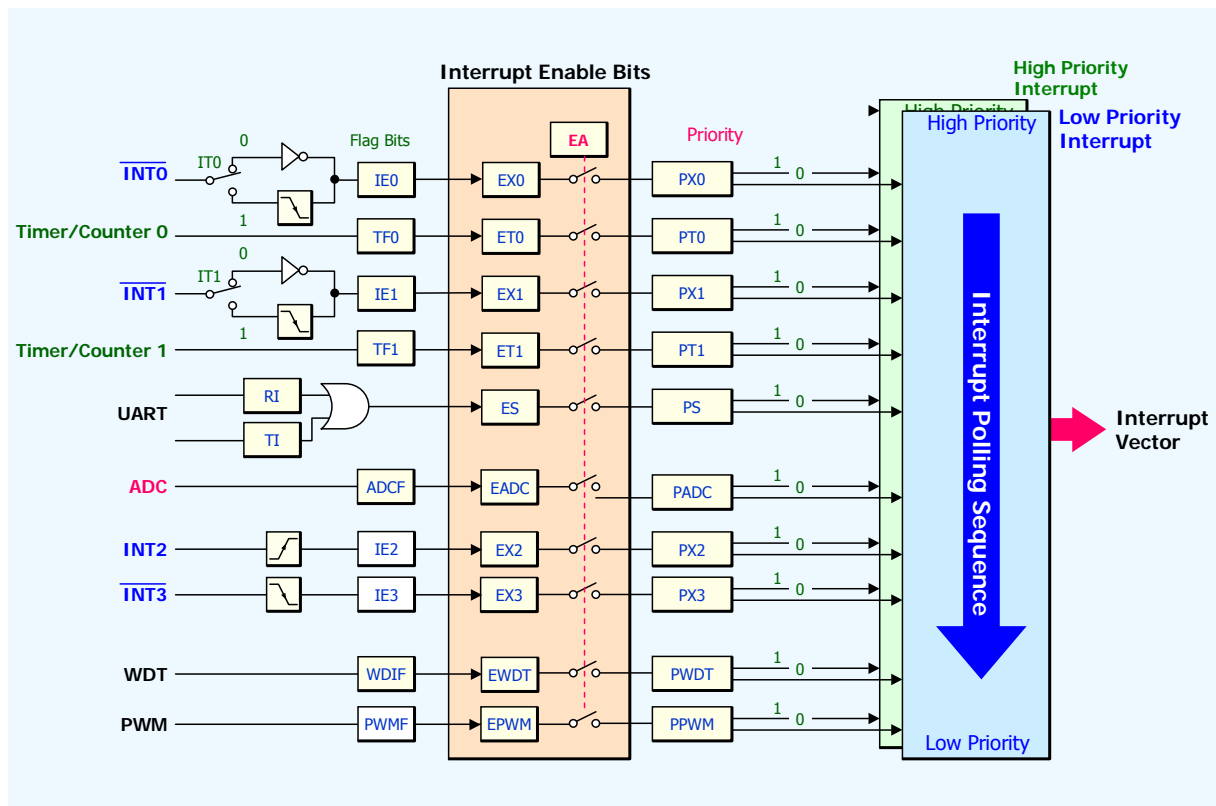 Interrupt Enable Bits
High Priority
Interrupt
High Priority
High Priority
Low Priority
Interrupt
Flag Bits
EA
Priority
INT0
IT0
0
1
IE0
EX0
PX0
1
0
Timer/Counter 0
TF0
ET0
PT0
1
0
INT1
IT1
0
1
IE1
EX1
PX1
1
0
Timer/Counter 1
TF1
ET1
PT1
1
0
UART
RI
TI
ES
PS
1
0
ADC
ADCF
EADC
PADC
1
0
INT2
IE2
EX2
PX2
1
0
INT3
IE3
EX3
PX3
1
0
WDT
WDIF
EWDT
PWDT
1
0
PWM
PWMF
EPWM
PPWM
1
0
Interrupt Polling Sequence
Low Priority
Interrupt
Vector